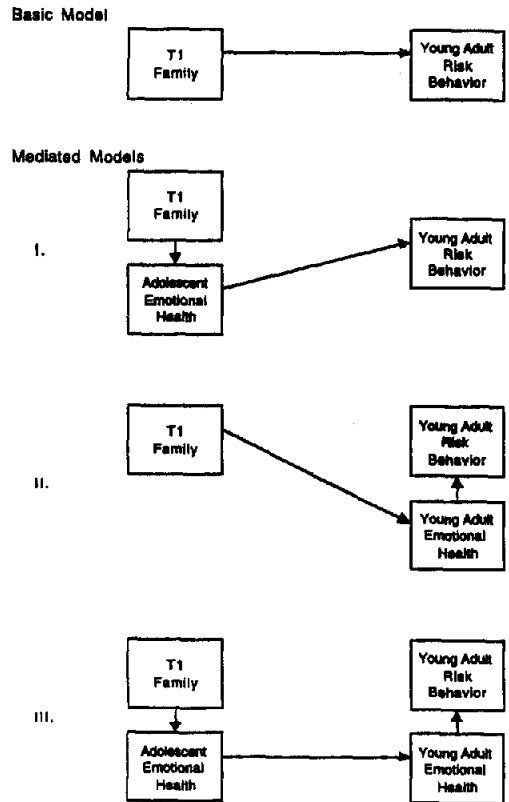 Basic Model
T1
Family
Young Adult
Risk
Behavior
Mediated Models
I.
T1
Family
Adolescent
Emotional
Health
Young Adult
Risk
Behavior
II.
T1
Family
Young Adult
Risk
Behavior
Young Adult
Emotional
Health
III.
T1
Family
Adolescent
Emotional
Health
Young Adult
Risk
Behavior
Young Adult
Emotional
Health